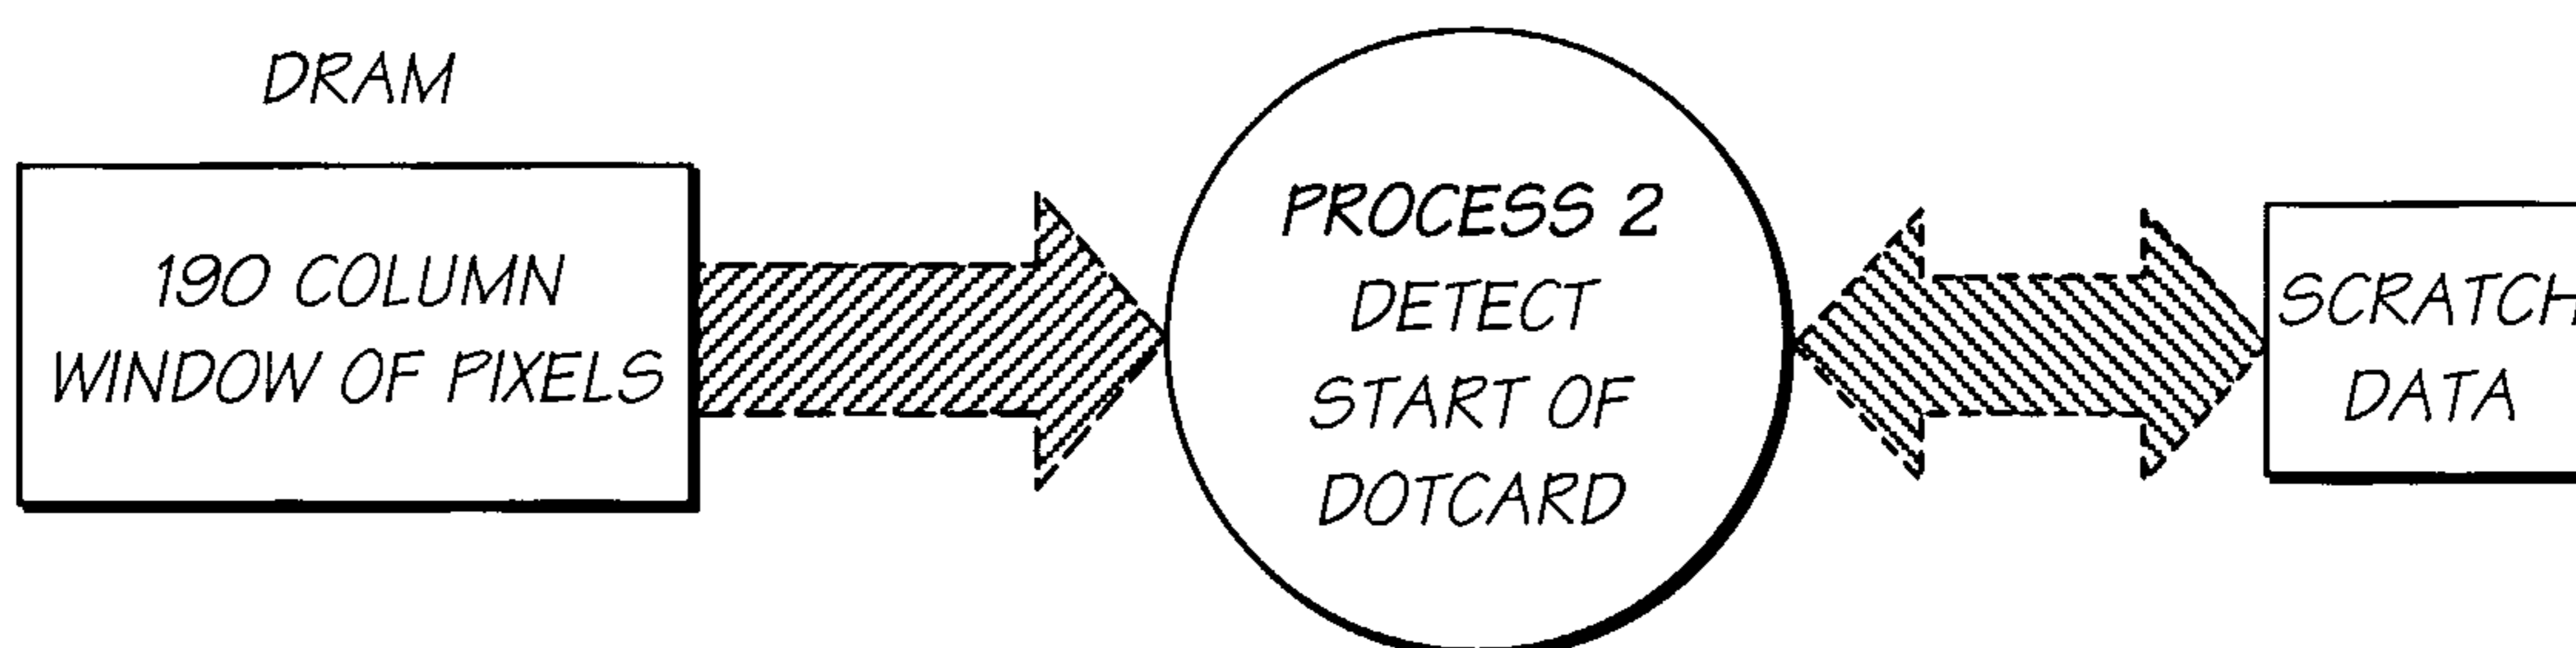 DRAM
190 COLUMN
WINDOW OF PIXELS
PROCESS 2
DETECT
START OF
DOTCARD
SCRATCH
DATA